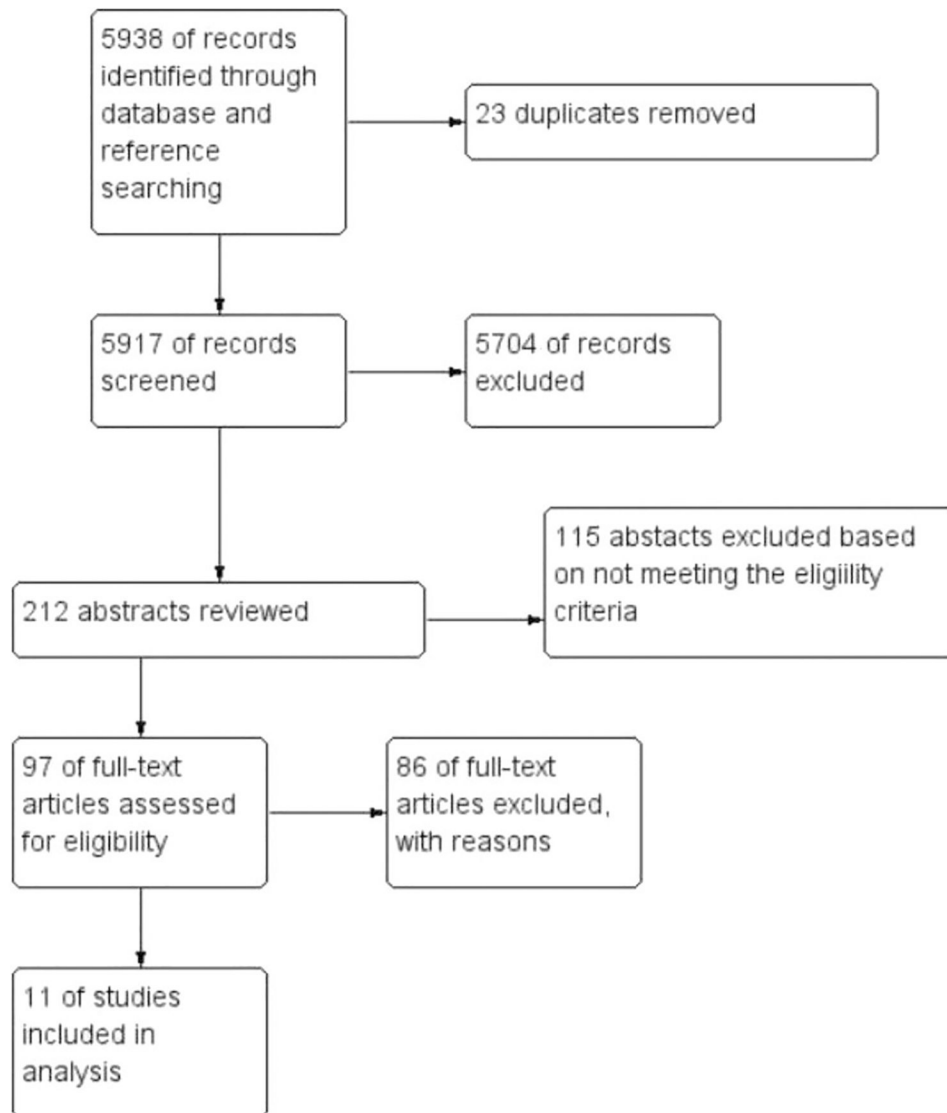 5938 of records
identified through
database and
reference
searching
23 duplicates removed
5917 of records
screened
5704 of records
excluded
212 abstracts reviewed
115 abstacts excluded based
on not meeting the eligiility
criteria
97 of full-text
articles assessed
for eligibility
86 of full-text
articles excluded,
with reasons
11 of studies
included in
analysis